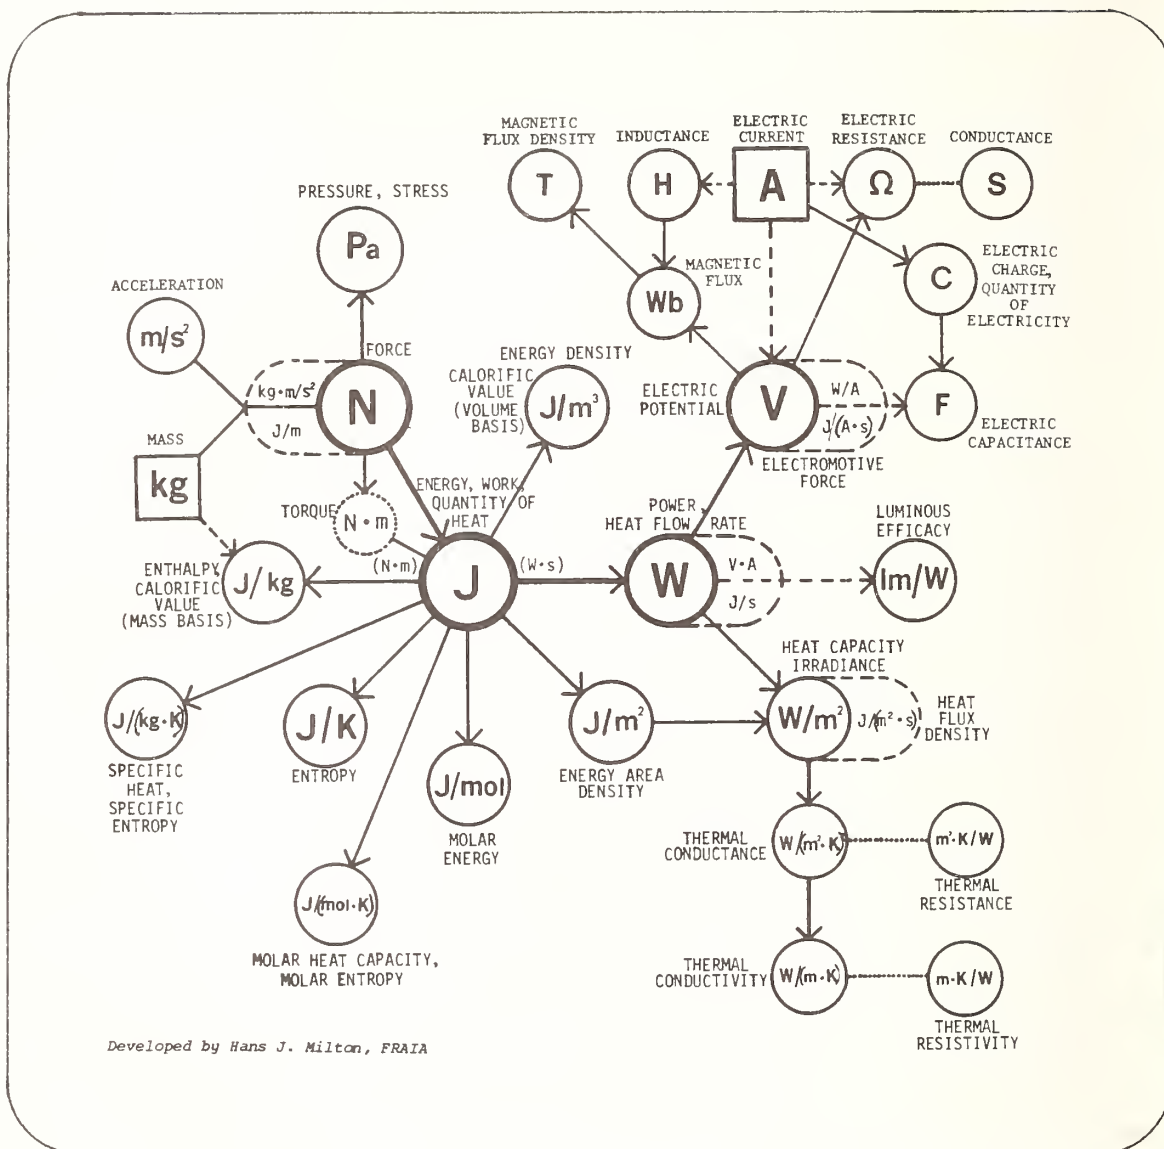 MAGNETIC
FLUX DENSITY
T
INDUCTANCE
H
ELECTRIC
CURRENT
A
ELECTRIC
RESISTANCE
Ω
CONDUCTANCE
S
PRESSURE, STRESS
Pa
MAGNETIC
FLUX
Wb
C
ELECTRIC
CHARGE,
QUANTITY
OF
ELECTRICITY
ACCELERATION
m/s²
FORCE
kg·m/s²
N
J/m
MASS
kg
ENERGY DENSITY
CALORIFIC
VALUE
(VOLUME
BASIS)
J/m³
ELECTRIC
POTENTIAL
V
W/A
J/(A·s)
ELECTROMOTIVE
FORCE
F
ELECTRIC
CAPACITANCE
TORQUE
N·m
ENERGY, WORK,
QUANTITY OF
HEAT
(N·m)
J
(W·s)
POWER,
HEAT FLOW RATE
W
V·A
J/s
LUMINOUS
EFFICACY
lm/W
ENTHALPY,
CALORIFIC
VALUE
(MASS BASIS)
J/kg
HEAT CAPACITY
IRRADIANCE
W/m²
J/(m²·s)
HEAT
FLUX
DENSITY
J/(kg·K)
SPECIFIC
HEAT,
SPECIFIC
ENTROPY
J/K
ENTROPY
J/mol
MOLAR
ENERGY
J/m²
ENERGY AREA
DENSITY
THERMAL
CONDUCTANCE
W/(m²·K)
m²·K/W
THERMAL
RESISTANCE
J/(mol·K)
MOLAR HEAT CAPACITY,
MOLAR ENTROPY
THERMAL
CONDUCTIVITY
W/(m·K)
m·K/W
THERMAL
RESISTIVITY
Developed by Hans J. Milton, FRAIA